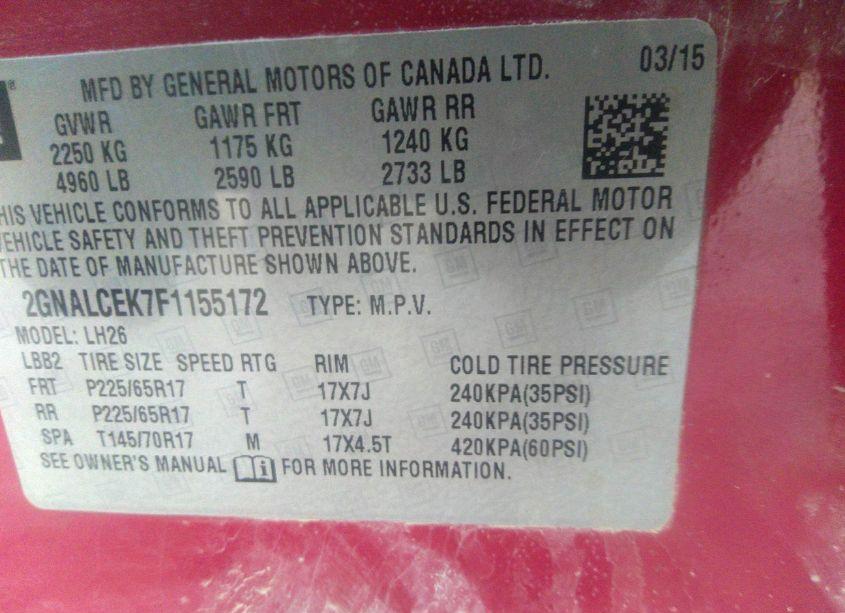 MFD BY GENERAL MOTORS OF CANADA LTD. 03/15
GVWR GAWR FRT GAWR RR
2250 KG 1175 KG 1240 KG
4960 LB 2590 LB 2733 LB
HIS VEHICLE CONFORMS TO ALL APPLICABLE U.S. FEDERAL MOTOR
VEHICLE SAFETY AND THEFT PREVENTION STANDARDS IN EFFECT ON
THE DATE OF MANUFACTURE SHOWN ABOVE.
2GNALCEK7F1155172 TYPE: M.P.V.
MODEL: LH26
LBB2 TIRE SIZE SPEED RTG RIM COLD TIRE PRESSURE
FRT P225/65R17 T 17X7J 240KPA(35PSI)
RR P225/65R17 T 17X7J 240KPA(35PSI)
SPA T145/70R17 M 17X4.5T 420KPA(60PSI)
SEE OWNER'S MANUAL i FOR MORE INFORMATION.